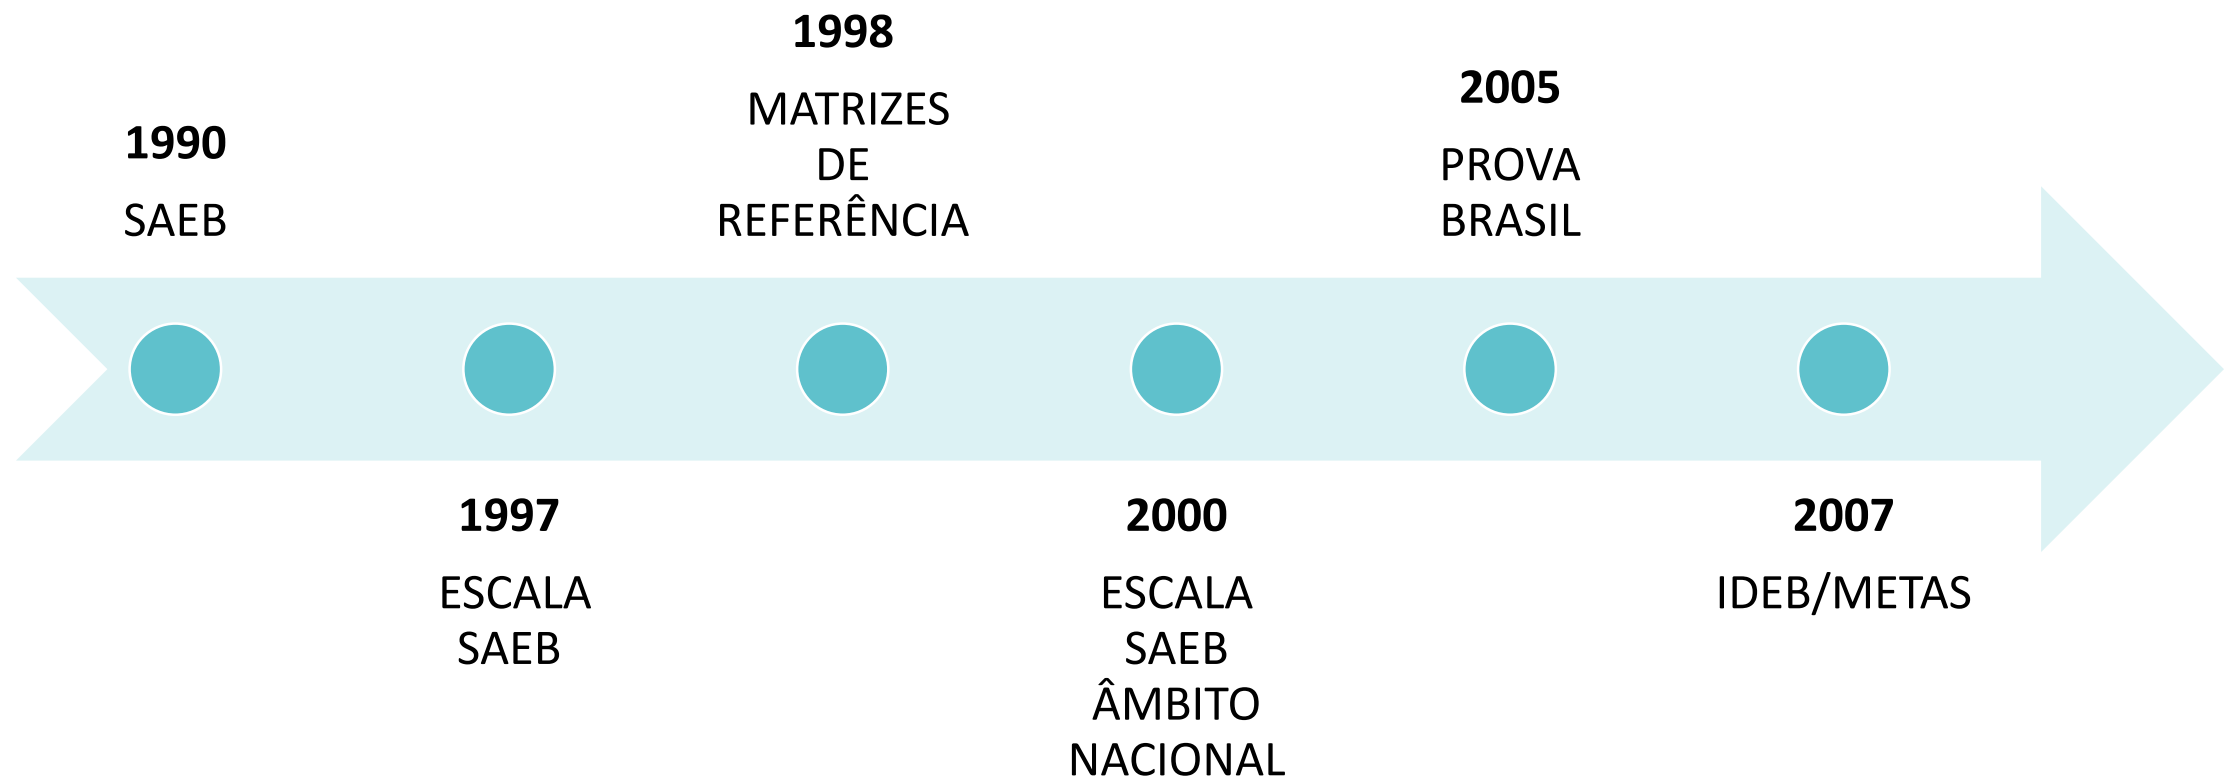 1990
SAEB
1997
ESCALA
SAEB
1998
MATRIZES
DE
REFERÊNCIA
2000
ESCALA
SAEB
ÂMBITO
NACIONAL
2005
PROVA
BRASIL
2007
IDEB/METAS